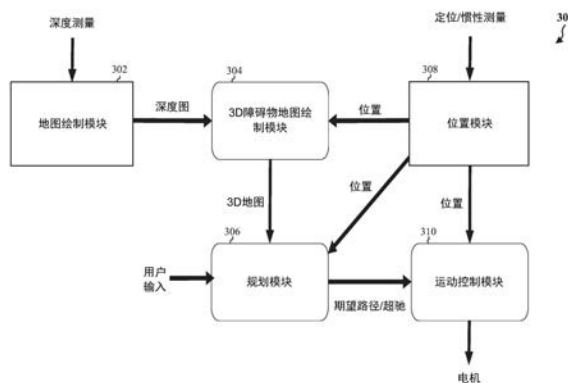 深度测量
定位/惯性测量
30
302
304
308
地图绘制模块
深度图
3D障碍物地图绘
制模块
位置
位置模块
3D地图
位置
位置
306
310
用户
输入
规划模块
期望路径/超驰
运动控制模块
电机